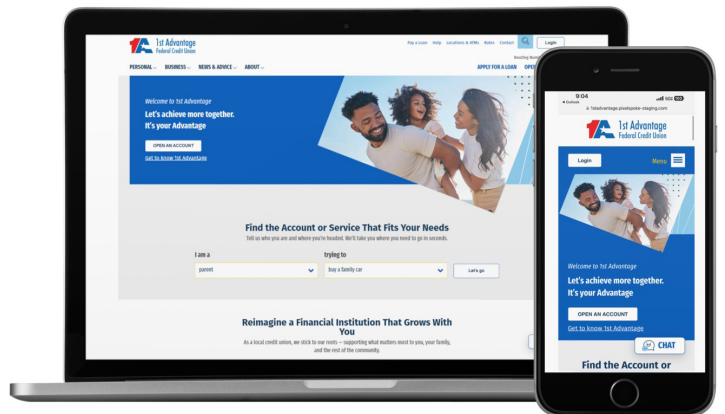 1st Advantage
Federal Credit Union
Pay a Loan Help Locations & ATMs Rates Contact Login
PERSONAL BUSINESS NEWS & ADVICE ABOUT
APPLY FOR A LOAN
Welcome to 1st Advantage
Let's achieve more together.
It's your Advantage
OPEN AN ACCOUNT
Get to know 1st Advantage
Find the Account or Service That Fits Your Needs
Tell us who you are and where you're headed. We'll take you where you need to go in seconds.
I am a trying to
parent buy a family car Let's go
Reimagine a Financial Institution That Grows With
You
As a local credit union, we stick to our roots — supporting what matters most to you, your family,
and the rest of the community.
9:04
Outlook
1stadvantage.pixelspoke-staging.com
1st Advantage
Federal Credit Union
Login Menu
Welcome to 1st Advantage
Let's achieve more together.
It's your Advantage
OPEN AN ACCOUNT
Get to know 1st Advantage
CHAT
Find the Account or